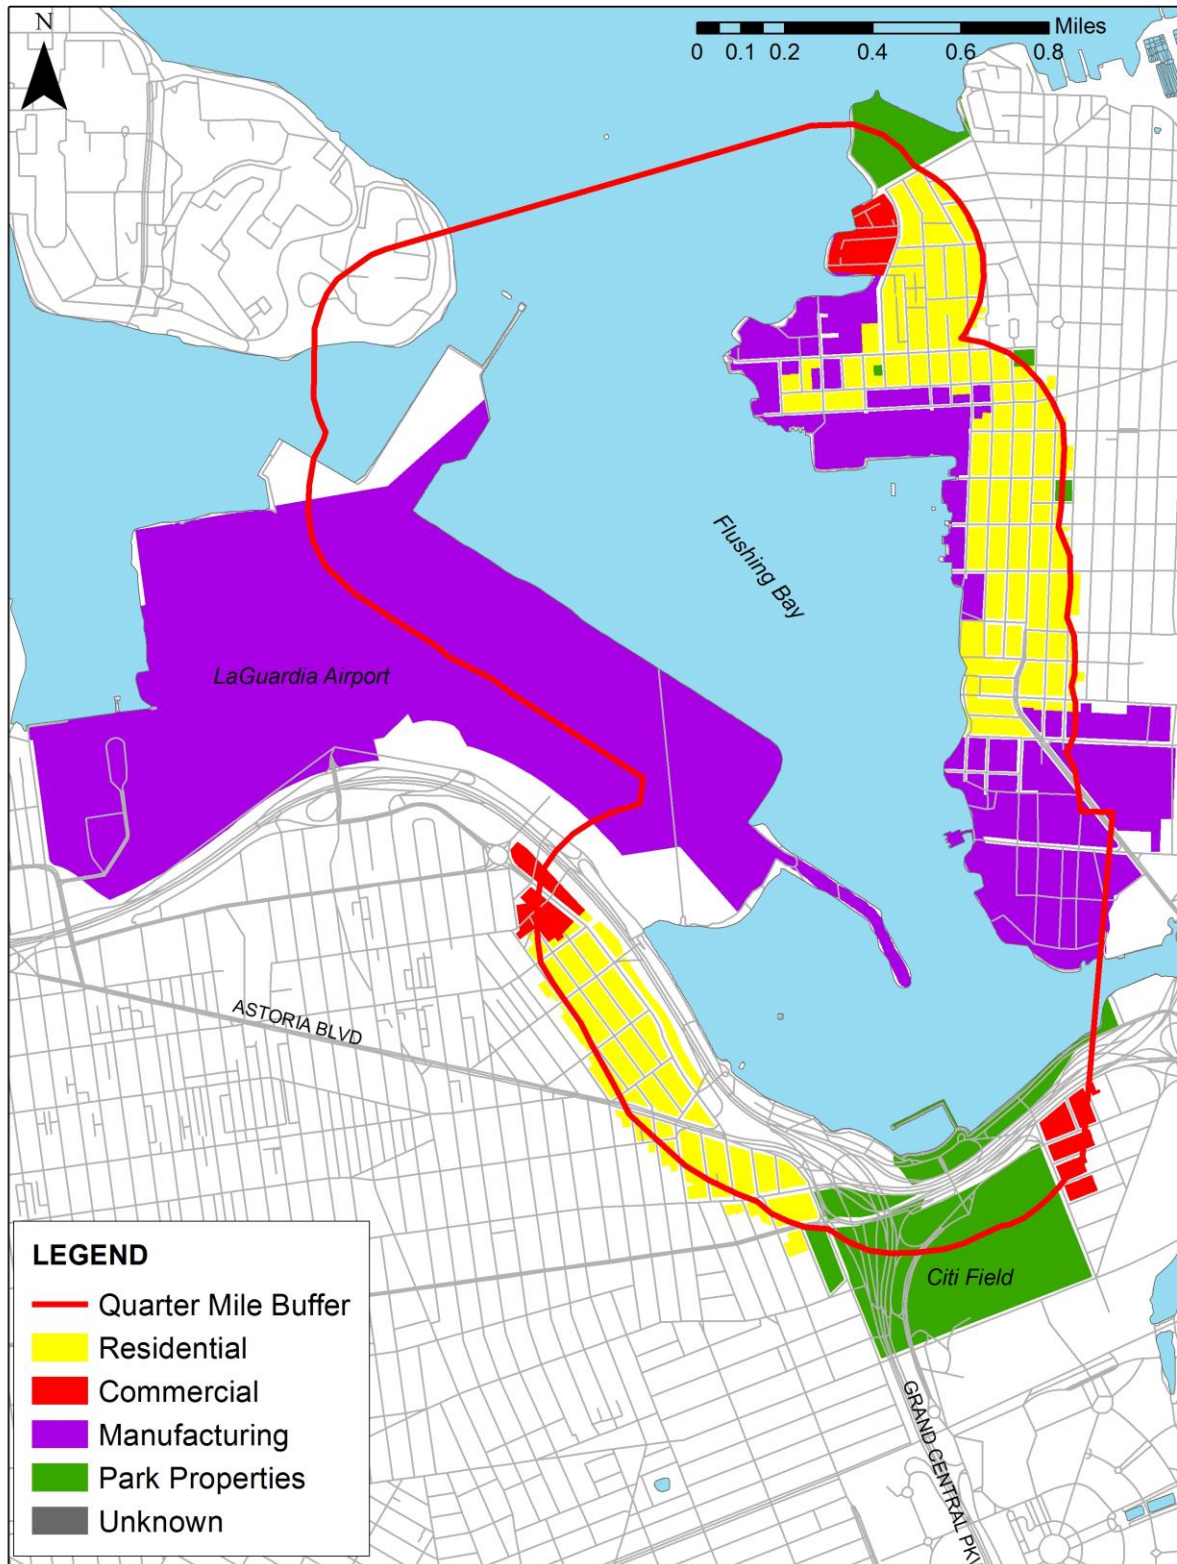 N
Miles
0 0.1 0.2 0.4 0.6 0.8
Flushing Bay
LaGuardia Airport
ASTORIA BLVD
Citi Field
GRAND CENTRAL PK
LEGEND
Quarter Mile Buffer
Residential
Commercial
Manufacturing
Park Properties
Unknown